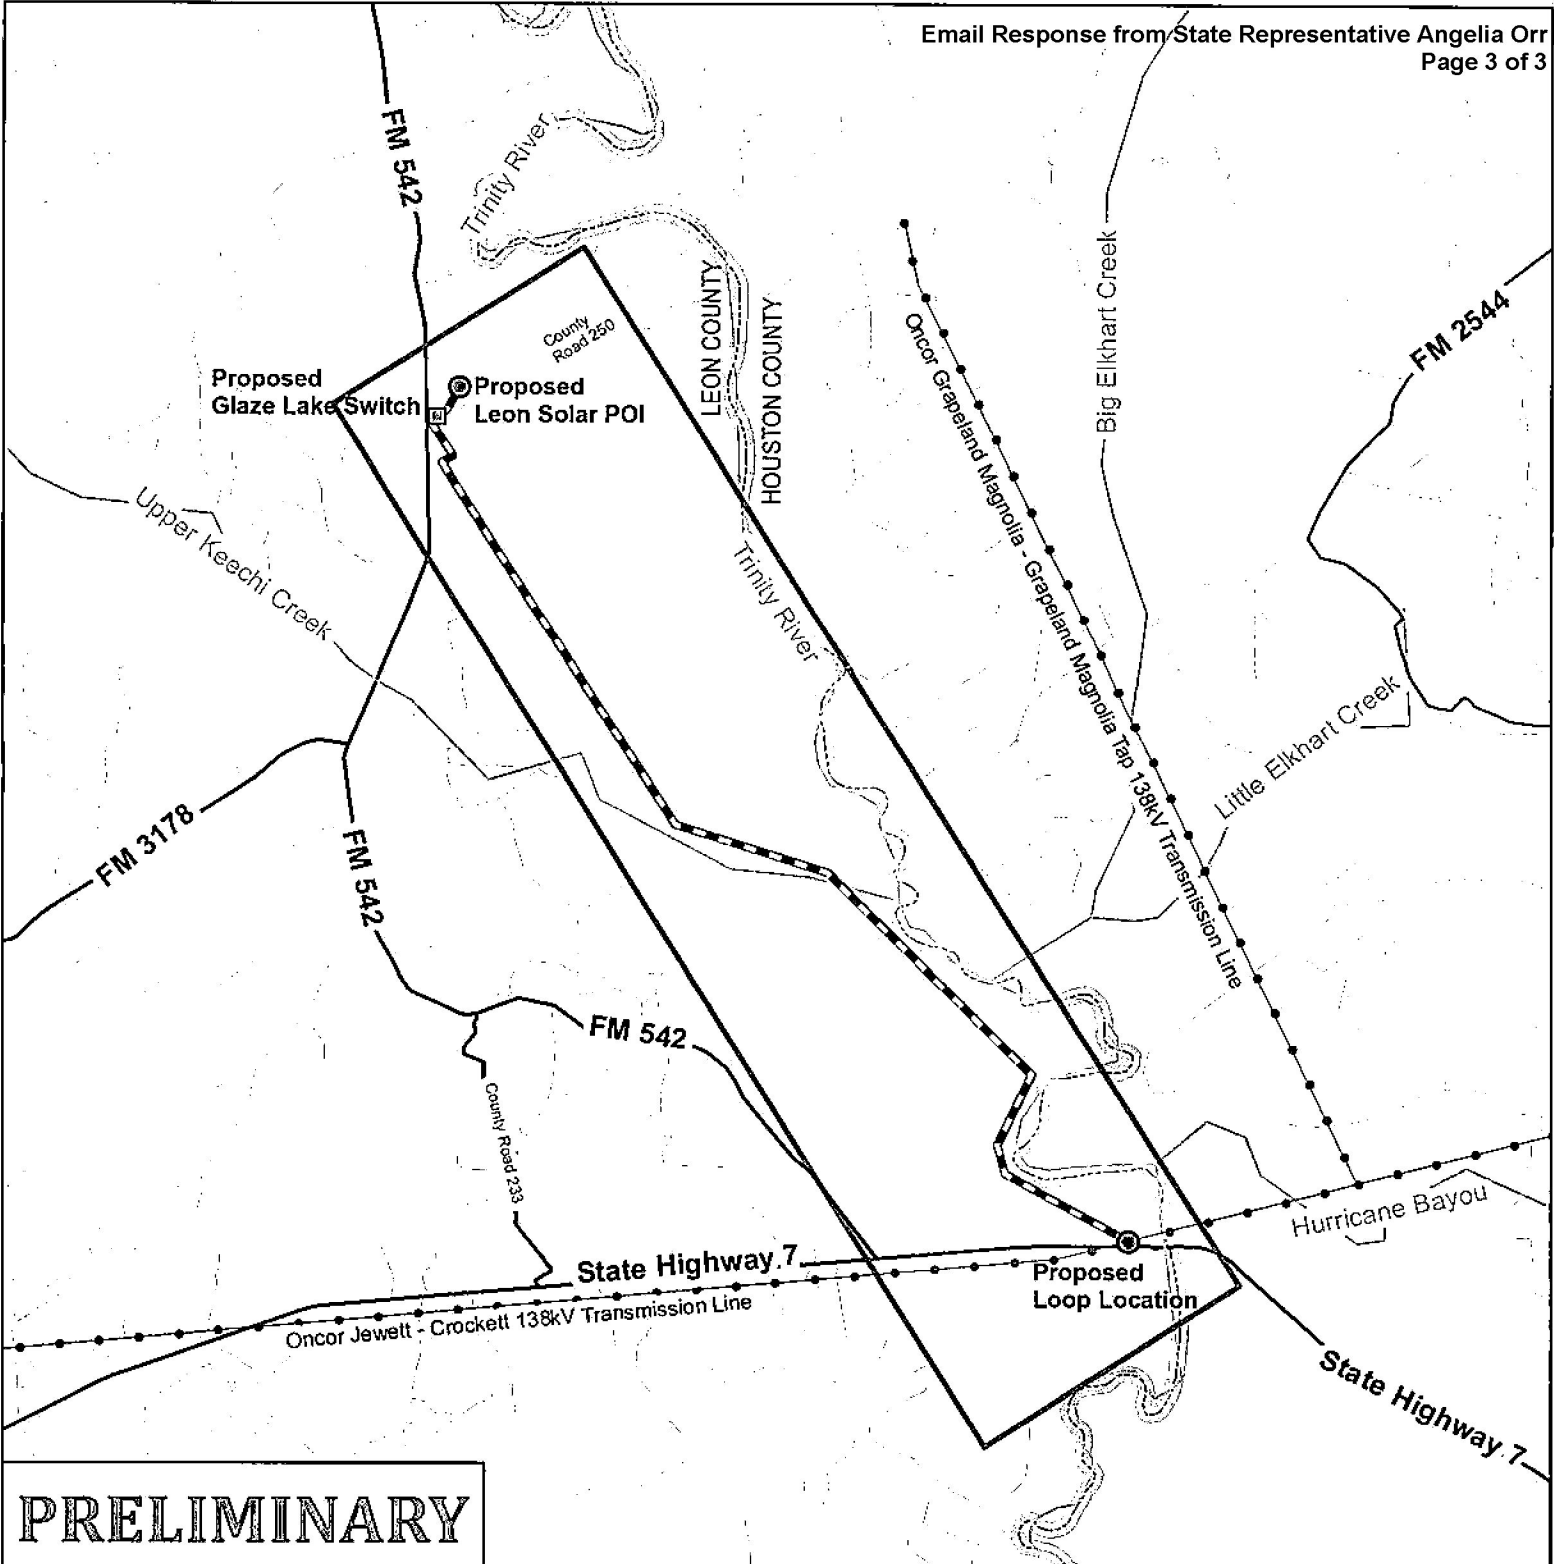 Email Response from State Representative Angelia Orr
Page 3 of 3
FM 542
Trinity River
Big Elkhart Creek
FM 2544
LEON COUNTY
HOUSTON COUNTY
County
Road 250
Proposed
Glaze Lake Switch
Proposed
Leon Solar POI
Oncor Grapeland Magnolia - Grapeland Magnolia Tap 138kV Transmission Line
Upper Keechi Creek
Trinity River
Little Elkhart Creek
FM 3178
FM 542
FM 542
County Road 233
Hurricane Bayou
State Highway 7
Proposed
Loop Location
Oncor Jewett - Crockett 138kV Transmission Line
State Highway 7
PRELIMINARY